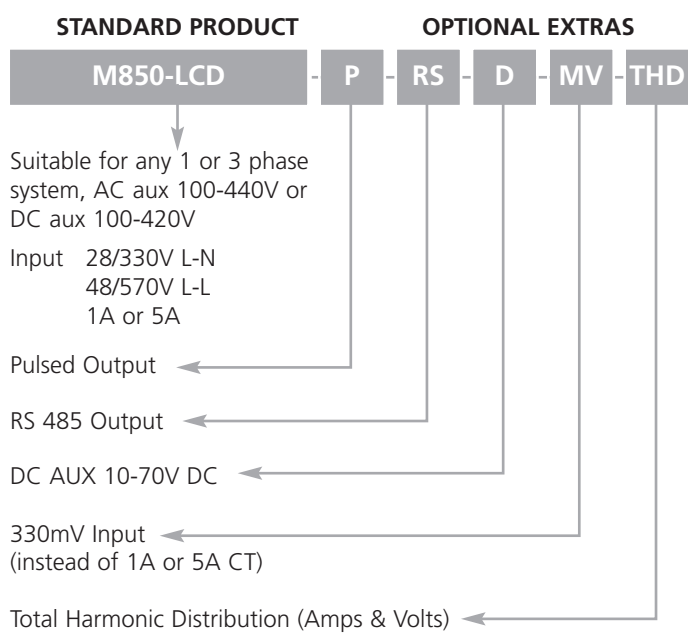 STANDARD PRODUCT OPTIONAL EXTRAS
M850-LCD - P - RS - D - MV - THD
Suitable for any 1 or 3 phase
system, AC aux 100-440V or
DC aux 100-420V
Input 28/330V L-N
48/570V L-L
1A or 5A
Pulsed Output
RS 485 Output
DC AUX 10-70V DC
330mV Input
(instead of 1A or 5A CT)
Total Harmonic Distribution (Amps & Volts)